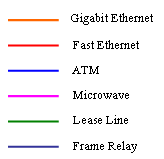 Gigabit Ethernet
Fast Ethernet
ATM
Microwave
Lease Line
Frame Relay